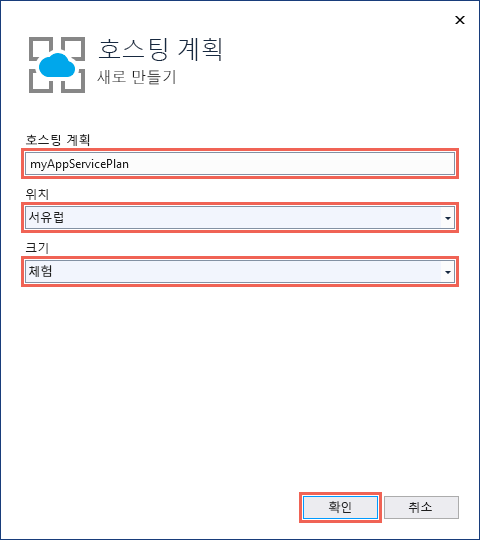 호스팅 계획
새로 만들기
호스팅 계획
myAppServicePlan
위치
서유럽
크기
체험
확인
취소